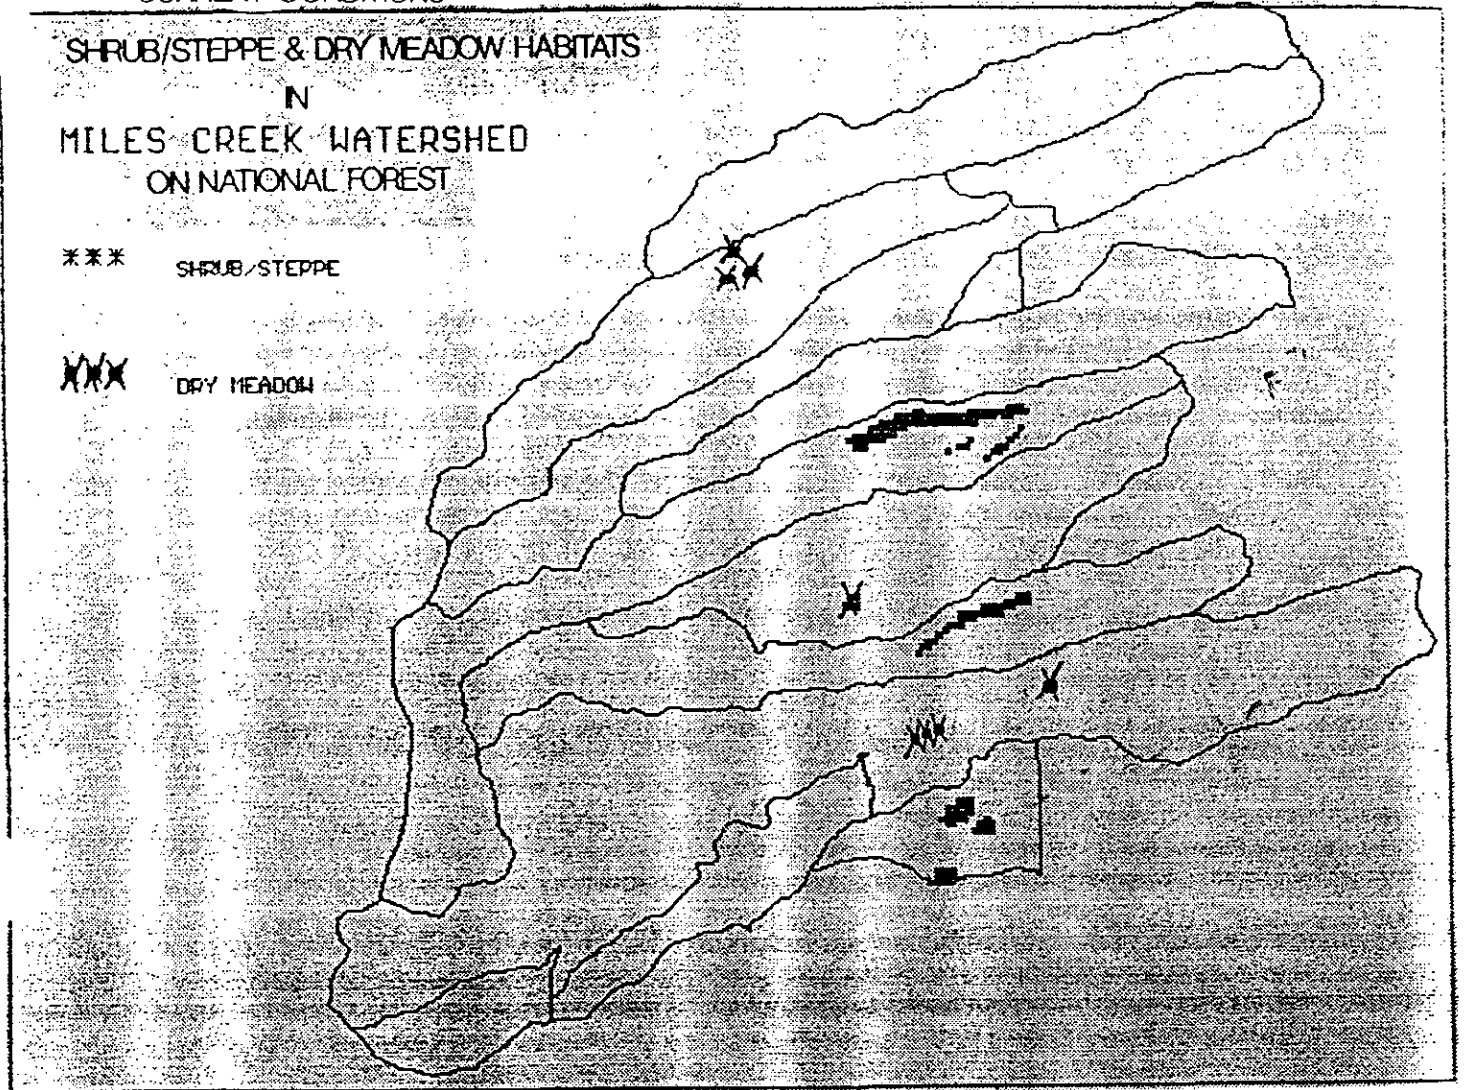 SHRUB/STEPPE & DRY MEADOW HABITATS
IN
MILES CREEK WATERSHED
ON NATIONAL FOREST
*** SHRUB/STEPPE
DRY MEADOW